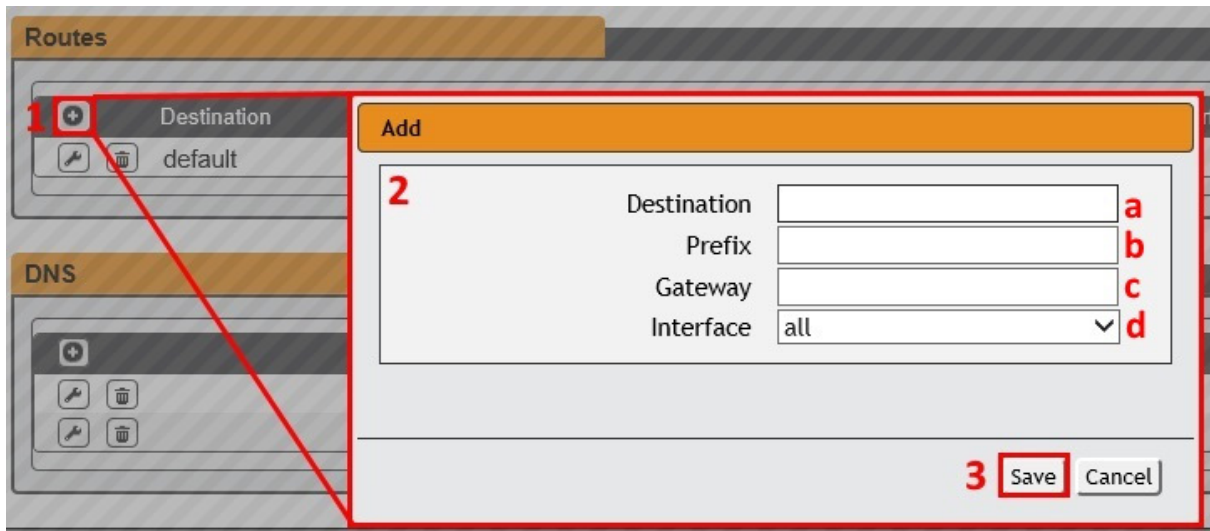 Routes
1 Destination
default
DNS
Add
2
Destination a
Prefix b
Gateway c
Interface all d
3 Save Cancel